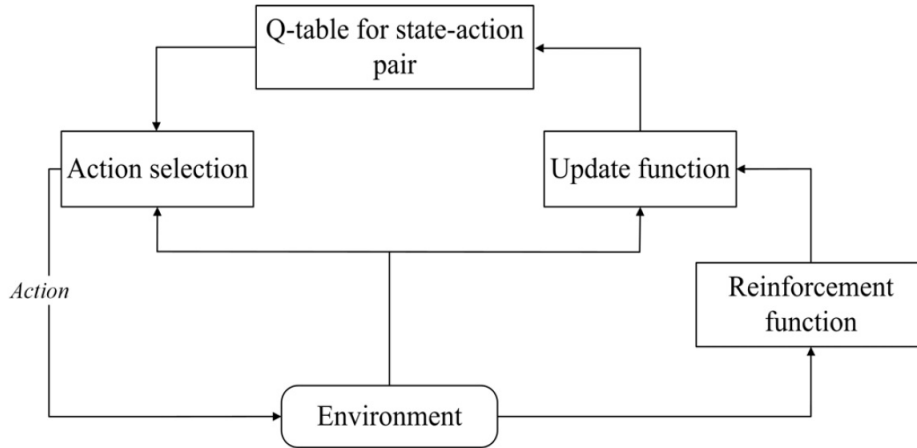 Q-table for state-action
pair
Action selection
Update function
Action
Reinforcement
function
Environment